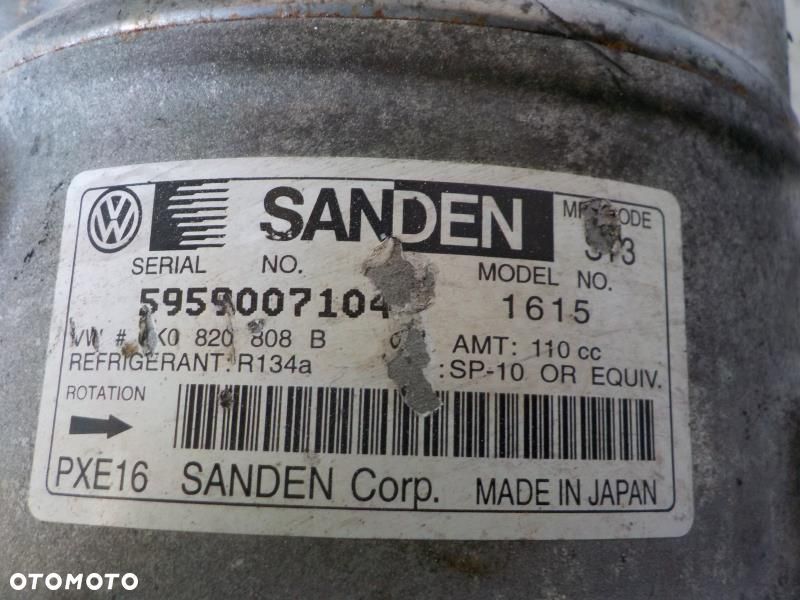 SANDEN
SERIAL NO.
MODEL NO.
5959007104
1615
VW # 820 808 B
AMT: 110 cc
REFRIGERANT: R134a
:SP-10 OR EQUIV.
ROTATION
PXE16 SANDEN Corp. MADE IN JAPAN
OTOMOTO